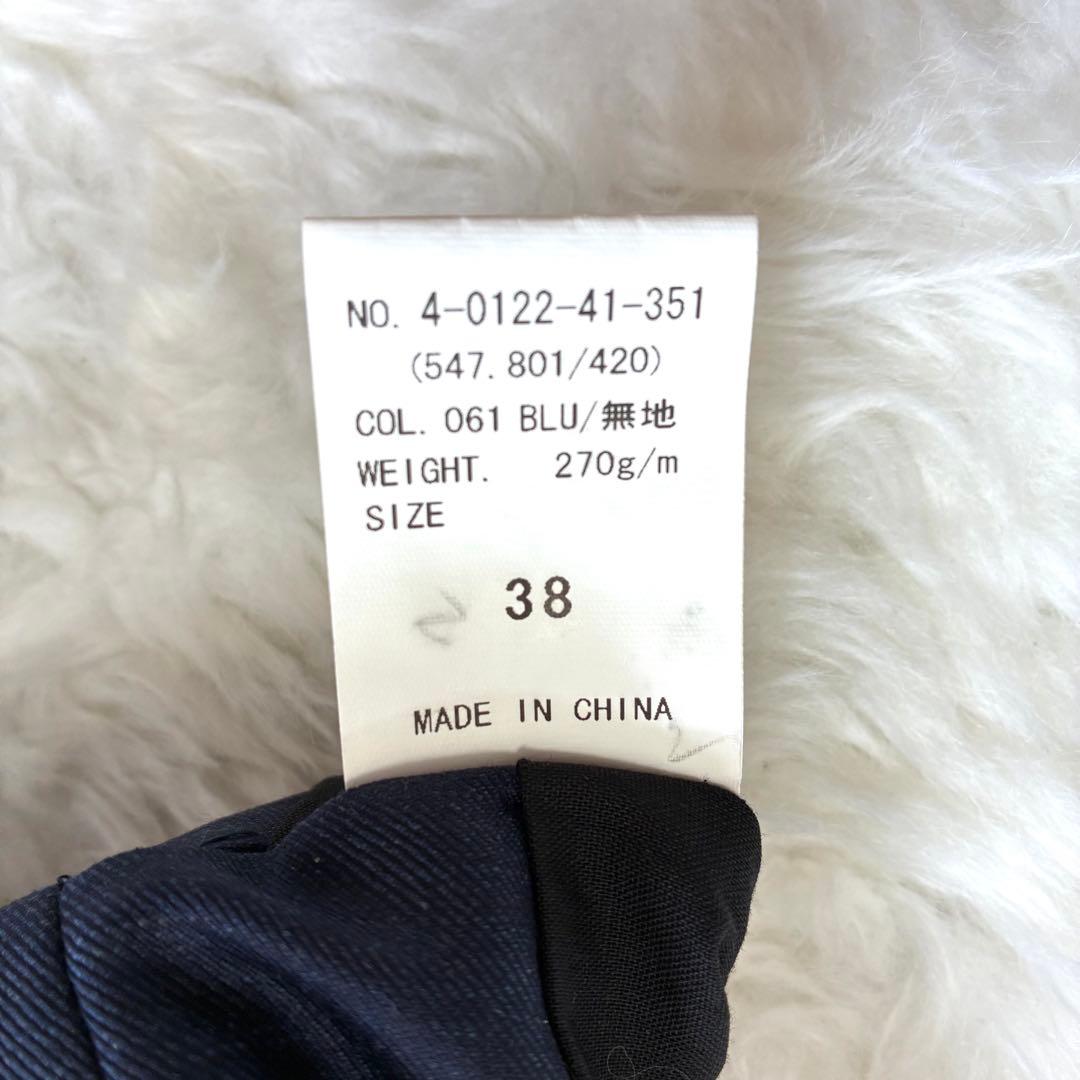 NO. 4-0122-41-351
(547.801/420)
COL. 061 BLU/無地
WEIGHT. 270g/m
SIZE
38
MADE IN CHINA